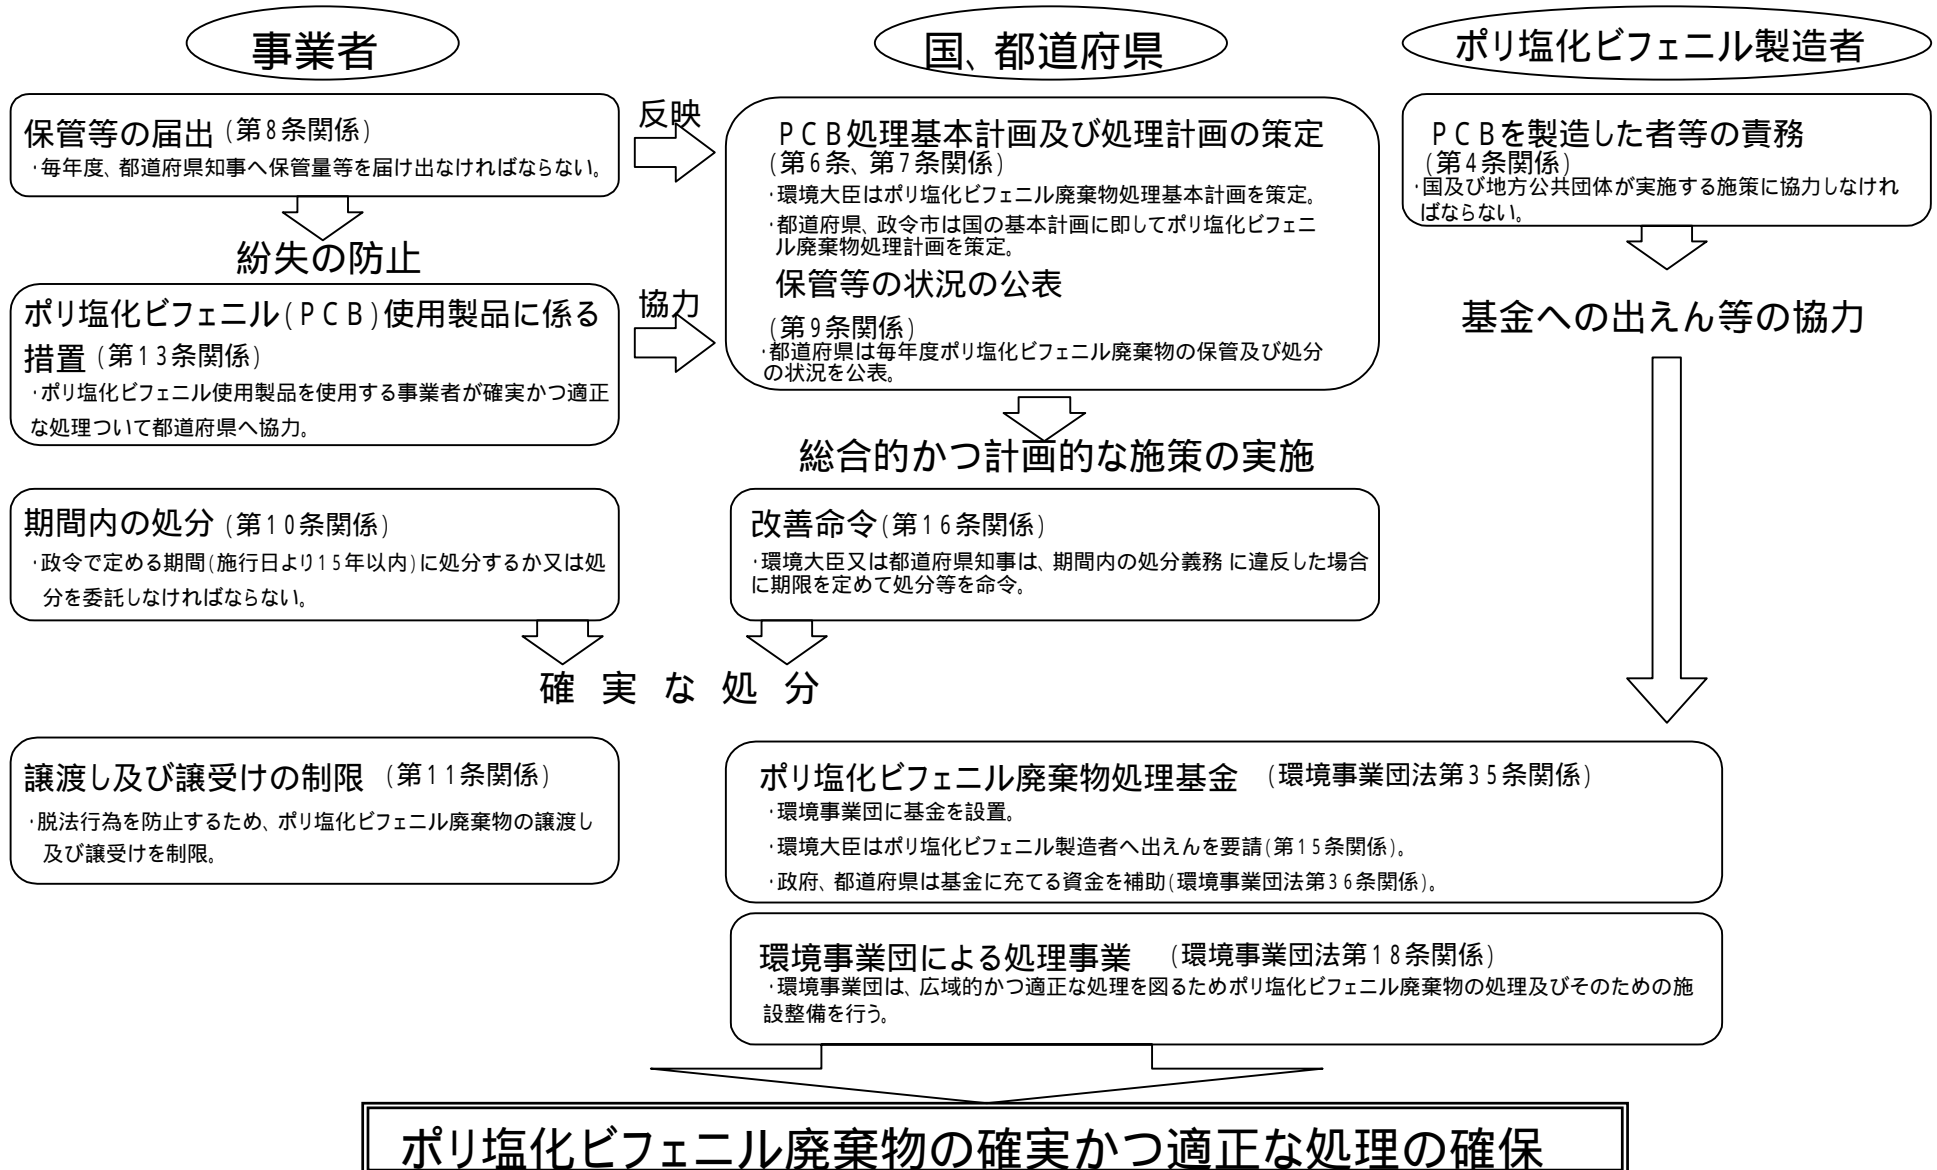 事業者
国、都道府県
ポリ塩化ビフェニル製造者
保管等の届出(第8条関係)
・毎年度、都道府県知事へ保管量等を届け出なければならない。
紛失の防止
ポリ塩化ビフェニル(PCB)使用製品に係る
措置(第13条関係)
・ポリ塩化ビフェニル使用製品を使用する事業者が確実かつ適正
な処理ついて都道府県へ協力。
反映
協力
PCB処理基本計画及び処理計画の策定
(第6条、第7条関係)
・環境大臣はポリ塩化ビフェニル廃棄物処理基本計画を策定。
・都道府県、政令市は国の基本計画に即してポリ塩化ビフェニ
ル廃棄物処理計画を策定。
保管等の状況の公表
(第9条関係)
・都道府県は毎年度ポリ塩化ビフェニル廃棄物の保管及び処分
の状況を公表。
総合的かつ計画的な施策の実施
PCBを製造した者等の責務
(第4条関係)
・国及び地方公共団体が実施する施策に協力しなけれ
ばならない。
基金への出えん等の協力
期間内の処分(第10条関係)
・政令で定める期間(施行日より15年以内)に処分するか又は処
分を委託しなければならない。
改善命令(第16条関係)
・環境大臣又は都道府県知事は、期間内の処分義務 に違反した場合
に期限を定めて処分等を命令。
確 実 な 処 分
譲渡し及び譲受けの制限 (第11条関係)
・脱法行為を防止するため、ポリ塩化ビフェニル廃棄物の譲渡し
及び譲受けを制限。
ポリ塩化ビフェニル廃棄物処理基金 (環境事業団法第35条関係)
・環境事業団に基金を設置。
・環境大臣はポリ塩化ビフェニル製造者へ出えんを要請(第15条関係)。
・政府、都道府県は基金に充てる資金を補助(環境事業団法第36条関係)。
環境事業団による処理事業 (環境事業団法第18条関係)
・環境事業団は、広域的かつ適正な処理を図るためポリ塩化ビフェニル廃棄物の処理及びそのための施
設整備を行う。
ポリ塩化ビフェニル廃棄物の確実かつ適正な処理の確保